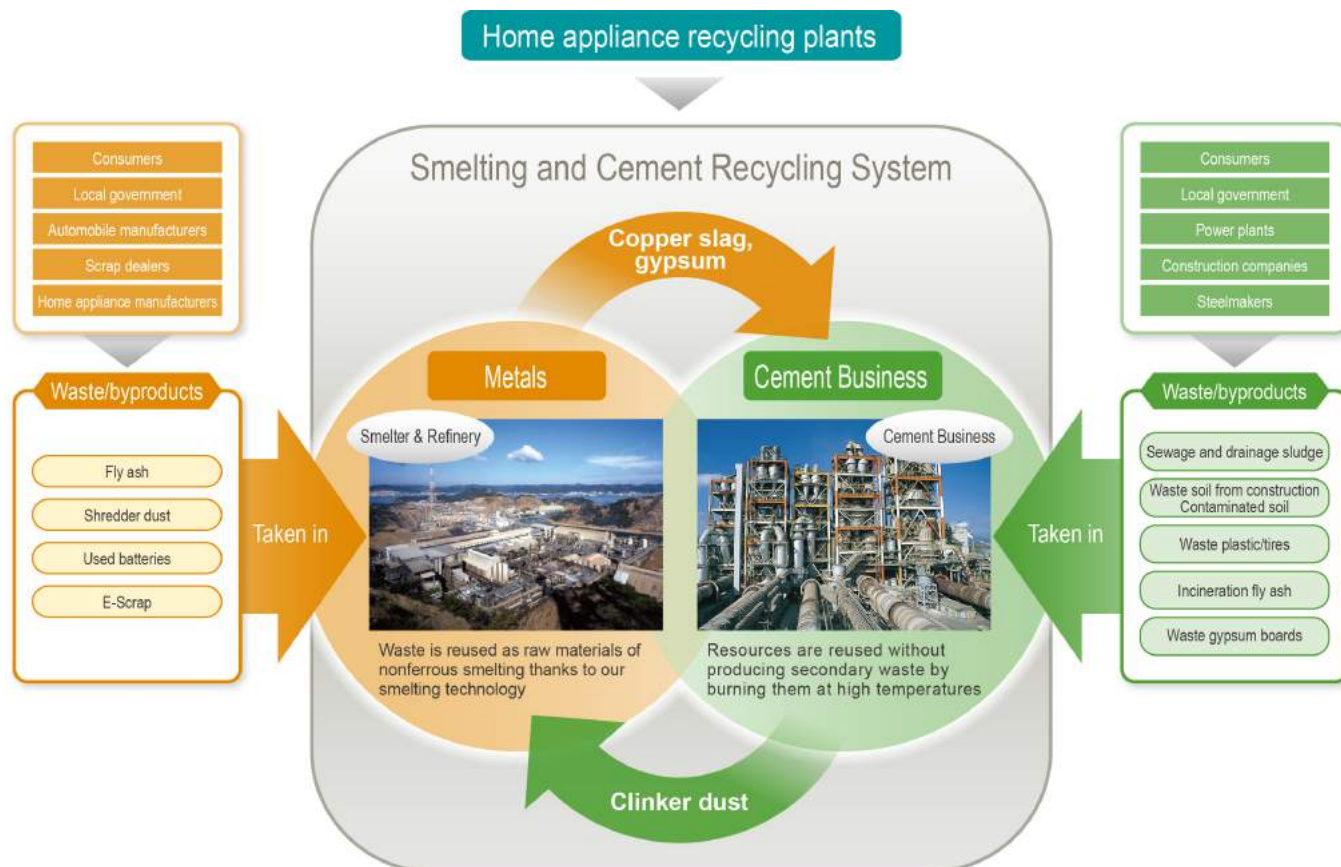 Home appliance recycling plants
Smelting and Cement Recycling System
Consumers
Local government
Automobile manufacturers
Scrap dealers
Home appliance manufacturers
Waste/byproducts
Fly ash
Shredder dust
Used batteries
E-Scrap
Taken in
Copper slag,
gypsum
Metals
Smelter & Refinery
Waste is reused as raw materials of
nonferrous smelting thanks to our
smelting technology
Cement Business
Cement Business
Resources are reused without
producing secondary waste by
burning them at high temperatures
Clinker dust
Consumers
Local government
Power plants
Construction companies
Steelmakers
Waste/byproducts
Sewage and drainage sludge
Waste soil from construction
Contaminated soil
Waste plastic/tires
Incineration fly ash
Waste gypsum boards
Taken in